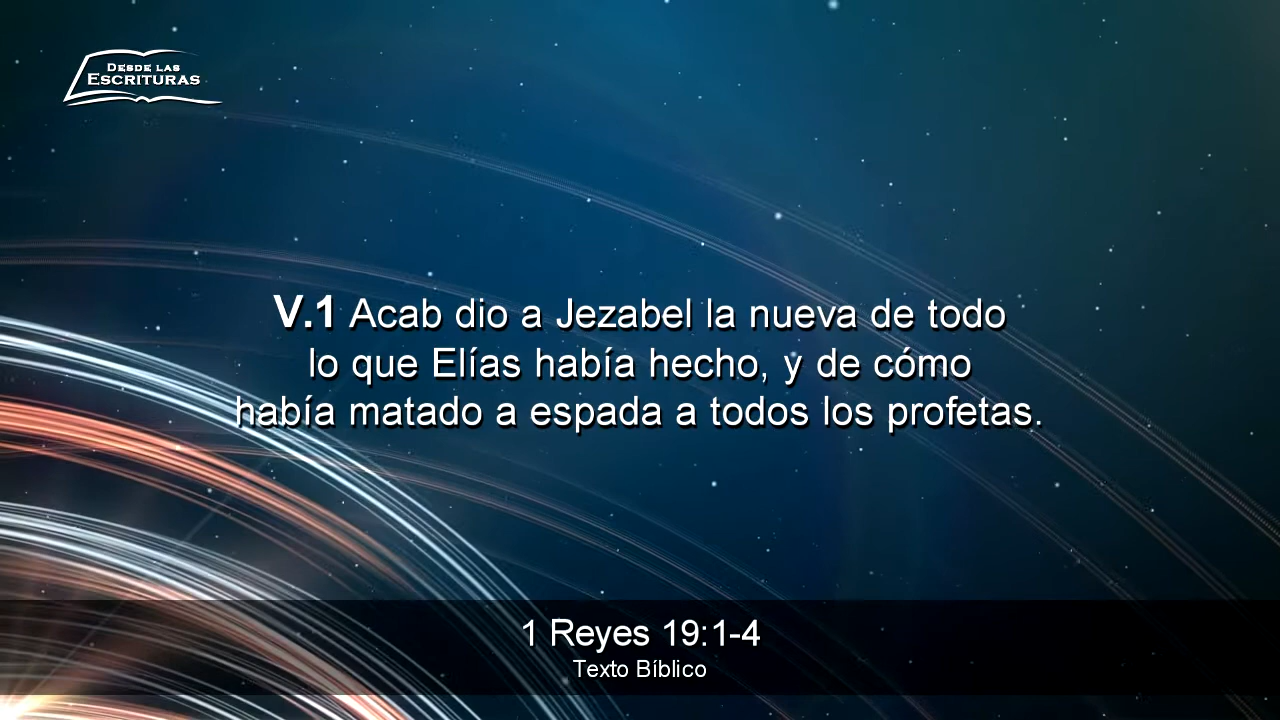 DESDE LAS
ESCRITURAS
V.1 Acab dio a Jezabel la nueva de todo
lo que Elías había hecho, y de cómo
había matado a espada a todos los profetas.
1 Reyes 19:1-4
Texto Bíblico